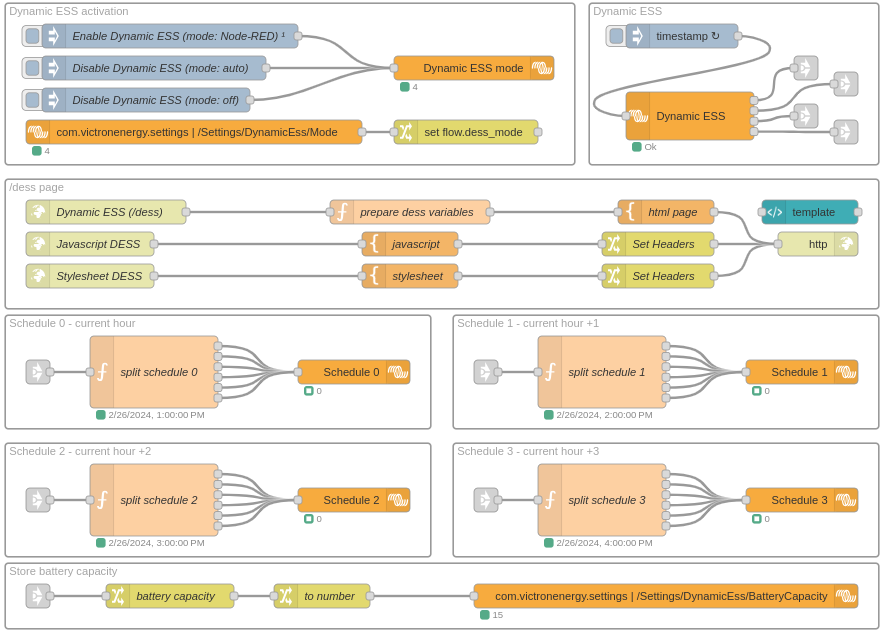 Dynamic ESS activation
Enable Dynamic ESS (mode: Node-RED) ¹
Disable Dynamic ESS (mode: auto)
Disable Dynamic ESS (mode: off)
Dynamic ESS mode
4
com.victronenergy.settings | /Settings/DynamicEss/Mode
4
set flow.dess_mode
Dynamic ESS
timestamp ↻
Dynamic ESS
Ok
/dess page
Dynamic ESS (/dess)
prepare dess variables
html page
template
Javascript DESS
javascript
Set Headers
http
Stylesheet DESS
stylesheet
Set Headers
Schedule 0 - current hour
split schedule 0
2/26/2024, 1:00:00 PM
Schedule 0
0
Schedule 1 - current hour +1
split schedule 1
2/26/2024, 2:00:00 PM
Schedule 1
0
Schedule 2 - current hour +2
split schedule 2
2/26/2024, 3:00:00 PM
Schedule 2
0
Schedule 3 - current hour +3
split schedule 3
2/26/2024, 4:00:00 PM
Schedule 3
0
Store battery capacity
battery capacity
to number
com.victronenergy.settings | /Settings/DynamicEss/BatteryCapacity
15